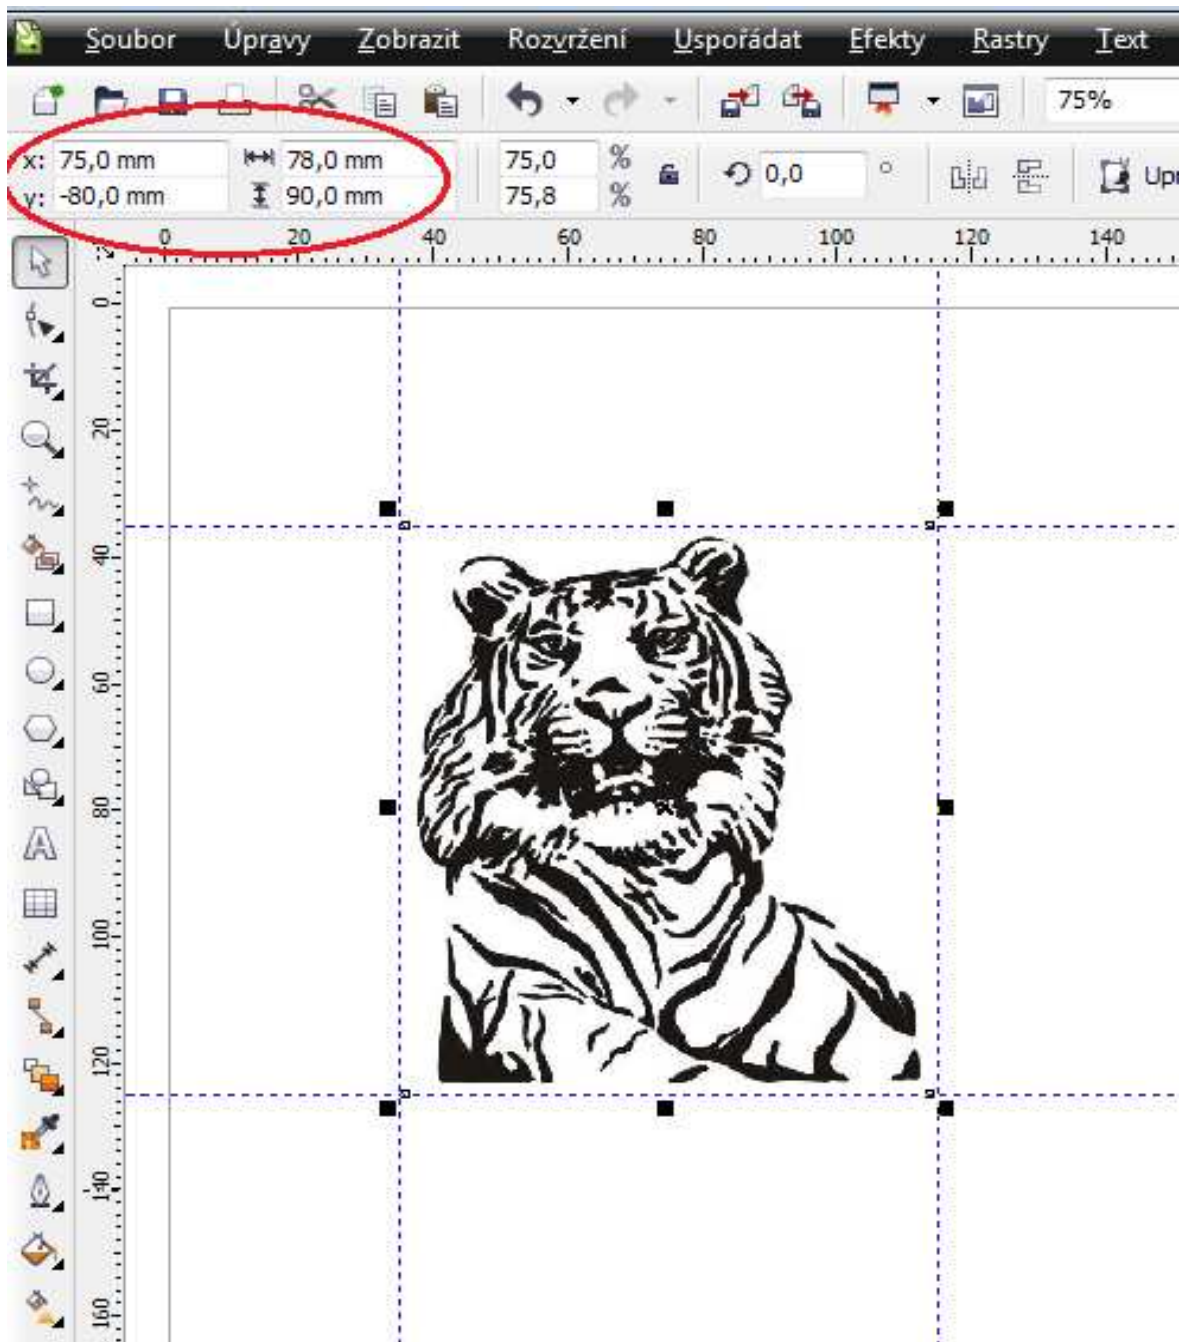 Soubor Úpravy Zobrazit Rozvržení Uspořádat Efekty Rastry Text
75%
x: 75,0 mm 78,0 mm 75,0 % 0,0 °
y: -80,0 mm 90,0 mm 75,8 % Upr
0 20 40 60 80 100 120 140
0
20
40
60
80
100
120
140
160